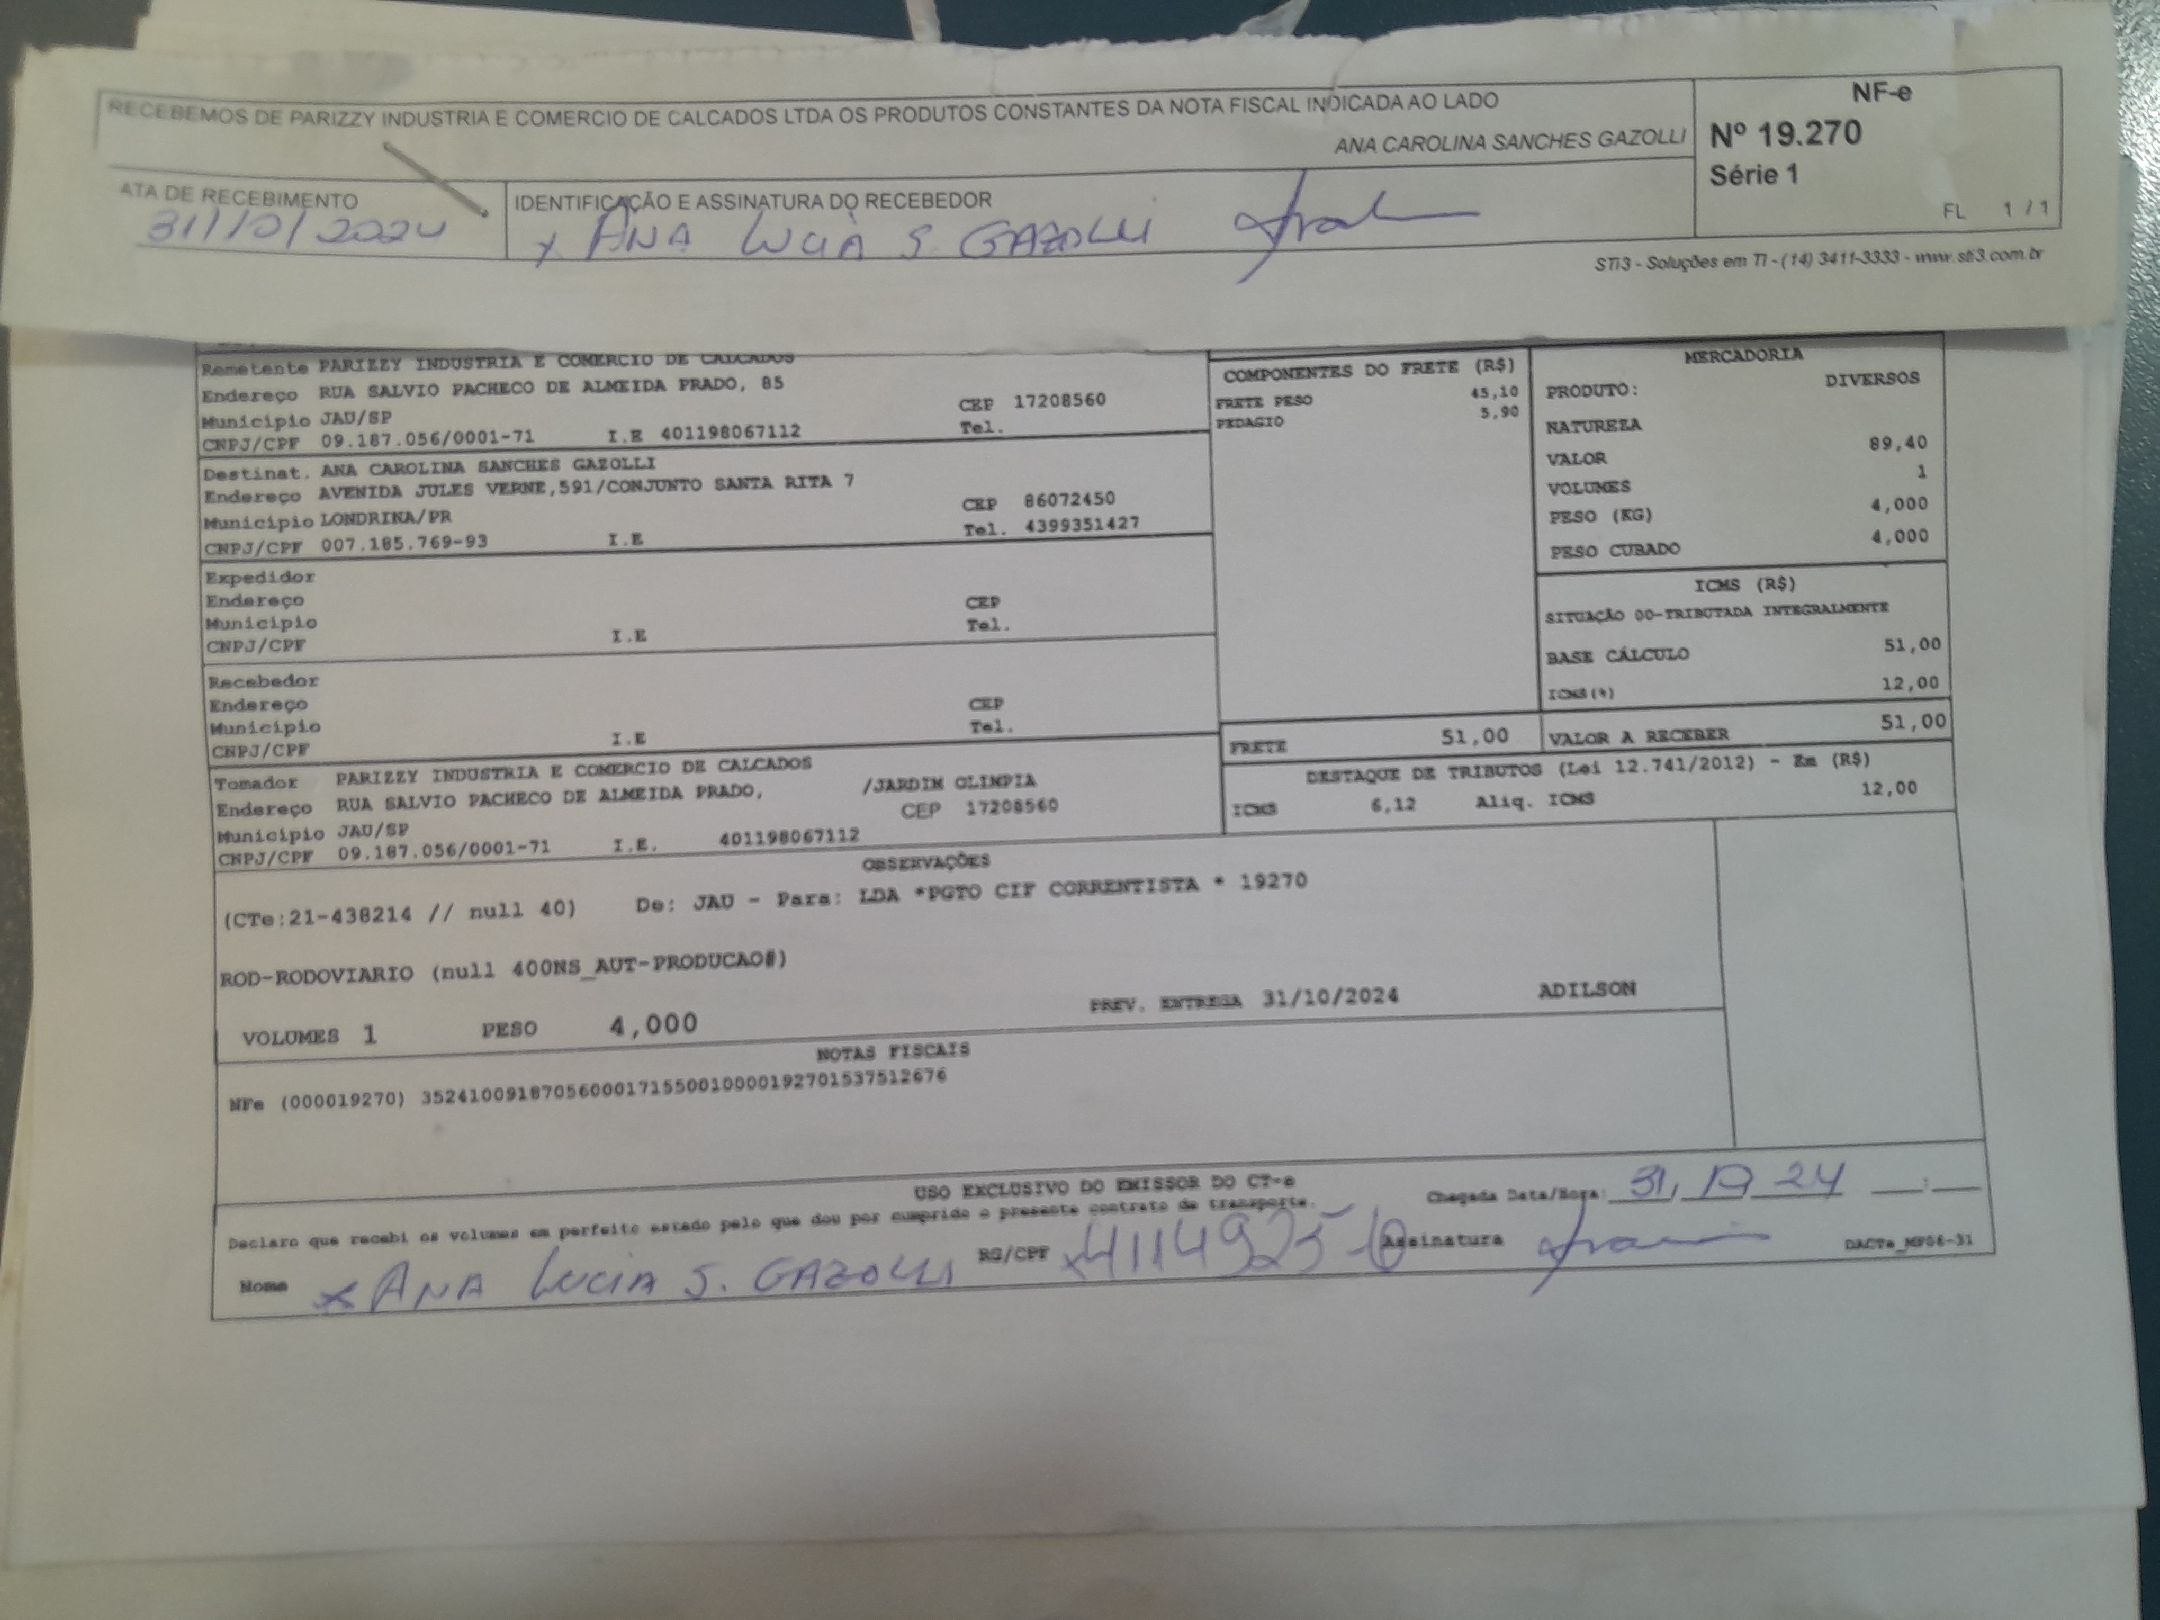 RECEBEMOS DE PARIZZY INDUSTRIA E COMERCIO DE CALCADOS LTDA OS PRODUTOS CONSTANTES DA NOTA FISCAL INDICADA AO LADO
ANA CAROLINA SANCHES GAZOLLI
NF-e
Nº 19.270
Série 1
FL 1 / 1
ATA DE RECEBIMENTO
31/10/2024
IDENTIFICAÇÃO E ASSINATURA DO RECEBEDOR
x ANA LUCIA S. GAZOLLI
STi3 - Soluções em TI - (14) 3411-3333 - www.sti3.com.br
Remetente PARIZZY INDUSTRIA E COMERCIO DE CALCADOS
Endereço RUA SALVIO PACHECO DE ALMEIDA PRADO, 85
Municipio JAU/SP CEP 17208560
CNPJ/CPF 09.187.056/0001-71 I.E 401198067112 Tel.
Destinat. ANA CAROLINA SANCHES GAZOLLI
Endereço AVENIDA JULES VERNE,591/CONJUNTO SANTA RITA 7
Municipio LONDRINA/PR CEP 86072450
CNPJ/CPF 007.185.769-93 I.E Tel. 4399351427
Expedidor
Endereço
Municipio CEP
CNPJ/CPF I.E Tel.
Recebedor
Endereço
Municipio CEP
CNPJ/CPF I.E Tel.
Tomador PARIZZY INDUSTRIA E COMERCIO DE CALCADOS
Endereço RUA SALVIO PACHECO DE ALMEIDA PRADO, /JARDIM OLIMPIA
Municipio JAU/SP CEP 17208560
CNPJ/CPF 09.187.056/0001-71 I.E. 401198067112
COMPONENTES DO FRETE (R$)
FRETE PESO 45,10
PEDAGIO 5,90
FRETE 51,00
MERCADORIA
PRODUTO: DIVERSOS
NATUREZA
VALOR 89,40
VOLUMES 1
PESO (KG) 4,000
PESO CUBADO 4,000
ICMS (R$)
SITUAÇÃO 00-TRIBUTADA INTEGRALMENTE
BASE CÁLCULO 51,00
ICMS(%) 12,00
VALOR A RECEBER 51,00
DESTAQUE DE TRIBUTOS (Lei 12.741/2012) - Em (R$)
ICMS 6,12 Aliq. ICMS 12,00
OBSERVAÇÕES
(CTe:21-438214 // null 40) De: JAU - Para: LDA *PGTO CIF CORRENTISTA * 19270
ROD-RODOVIARIO (null 400NS_AUT-PRODUCAO#)
PREV. ENTREGA 31/10/2024 ADILSON
VOLUMES 1 PESO 4,000
NOTAS FISCAIS
NFe (000019270) 35241009187056000171550010000192701537512676
USO EXCLUSIVO DO EMISSOR DO CT-e
Declaro que recebi os volumes em perfeito estado pelo que dou por cumprido o presente contrato de transporte.
Chegada Data/Hora: 31, 10 24 :
Nome x ANA LUCIA S. GAZOLLI RG/CPF x4114925-6 Assinatura
DACTe_MF06-31